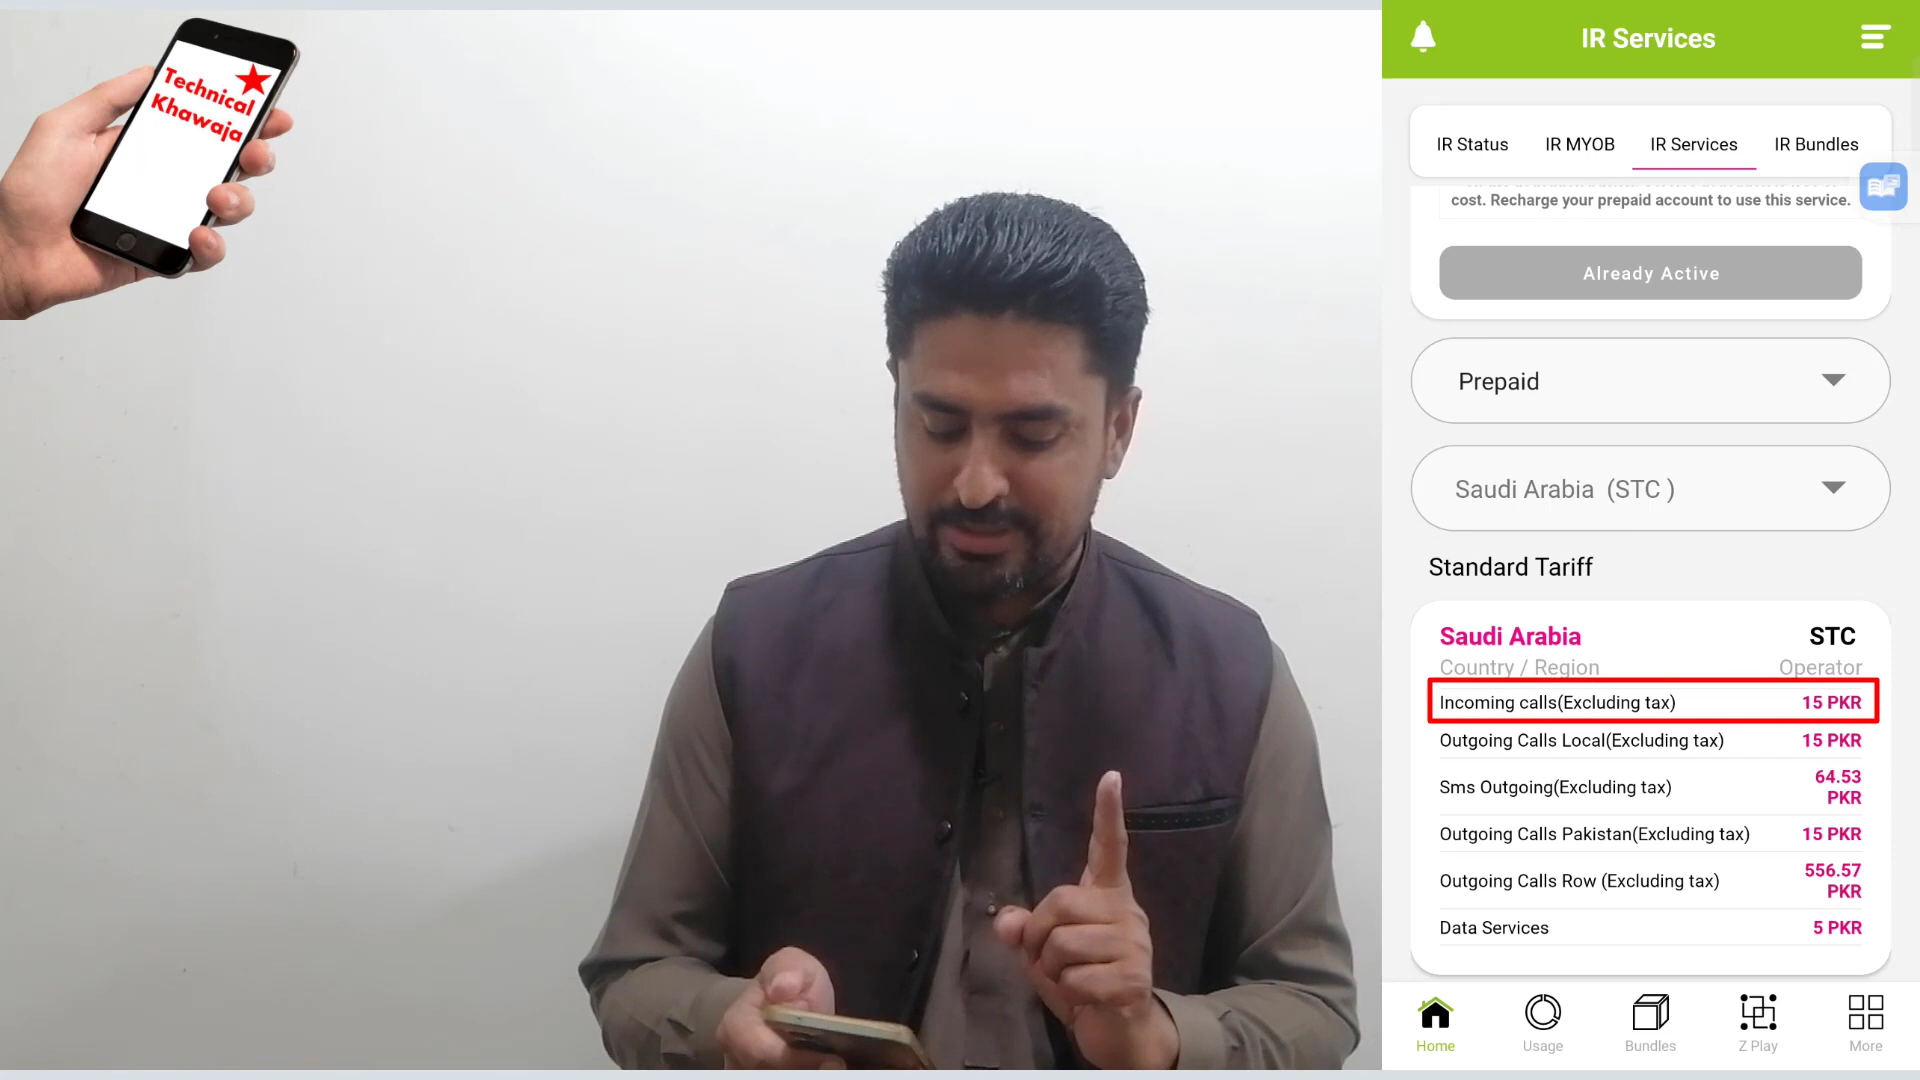 Technical
Khawaja
IR Services
IR Status IR MYOB IR Services IR Bundles
cost. Recharge your prepaid account to use this service.
Already Active
Prepaid
Saudi Arabia (STC )
Standard Tariff
Saudi Arabia STC
Country / Region Operator
Incoming calls(Excluding tax) 15 PKR
Outgoing Calls Local(Excluding tax) 15 PKR
Sms Outgoing(Excluding tax) 64.53 PKR
Outgoing Calls Pakistan(Excluding tax) 15 PKR
Outgoing Calls Row (Excluding tax) 556.57 PKR
Data Services 5 PKR
Home Usage Bundles Z Play More